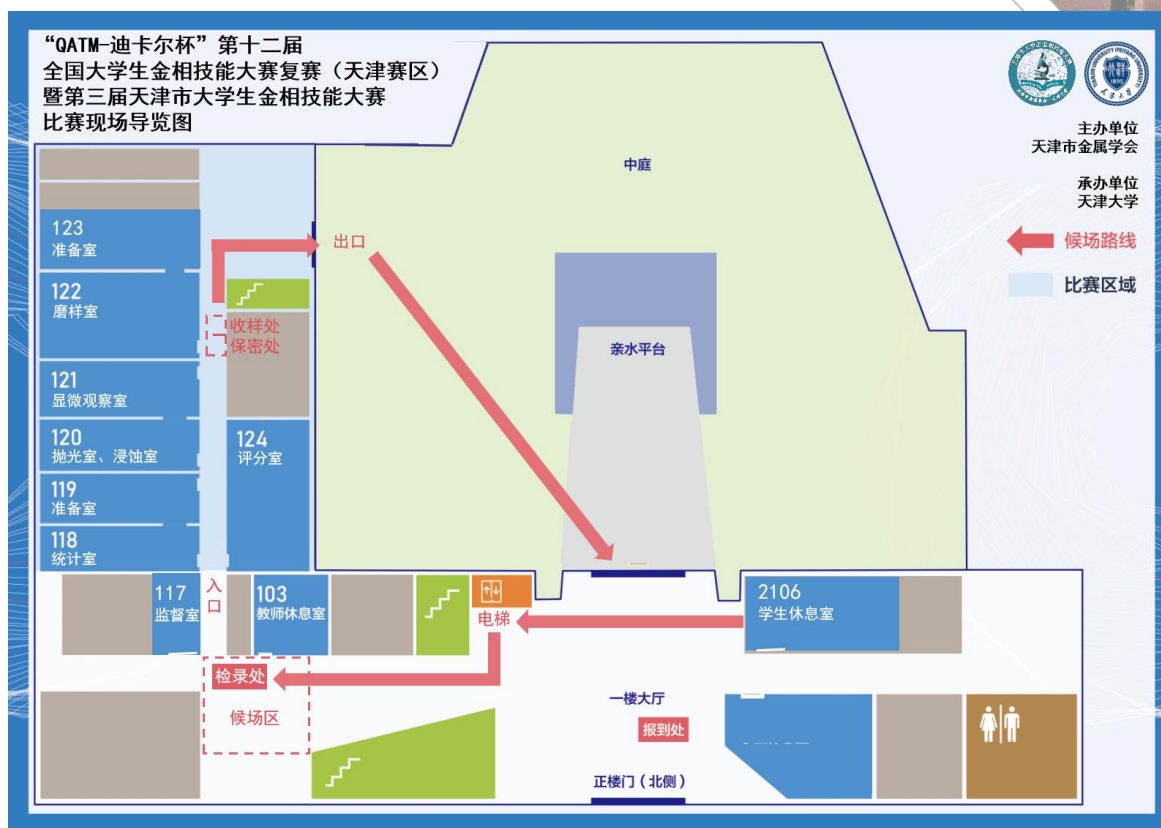 “QATM-迪卡尔杯”第十二届
全国大学生金相技能大赛复赛（天津赛区）
暨第三届天津市大学生金相技能大赛
比赛现场导览图
主办单位
天津市金属学会
承办单位
天津大学
候场路线
比赛区域
中庭
亲水平台
出口
123
准备室
122
磨样室
收样处
保密处
121
显微观察室
120
抛光室、浸蚀室
124
评分室
119
准备室
118
统计室
117
监督室
入口
103
教师休息室
电梯
2106
学生休息室
检录处
候场区
一楼大厅
报到处
正楼门（北侧）